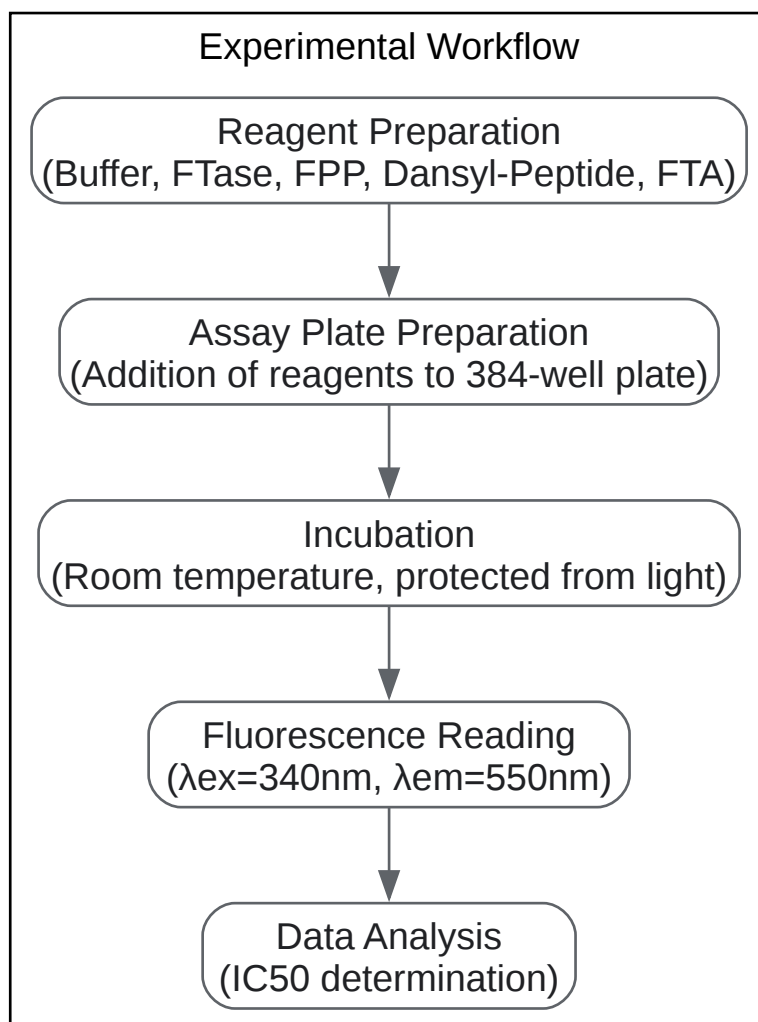 Experimental Workflow
Reagent Preparation
(Buffer, FTase, FPP, Dansyl-Peptide, FTA)
Assay Plate Preparation
(Addition of reagents to 384-well plate)
Incubation
(Room temperature, protected from light)
Fluorescence Reading
(λex=340nm, λem=550nm)
Data Analysis
(IC50 determination)